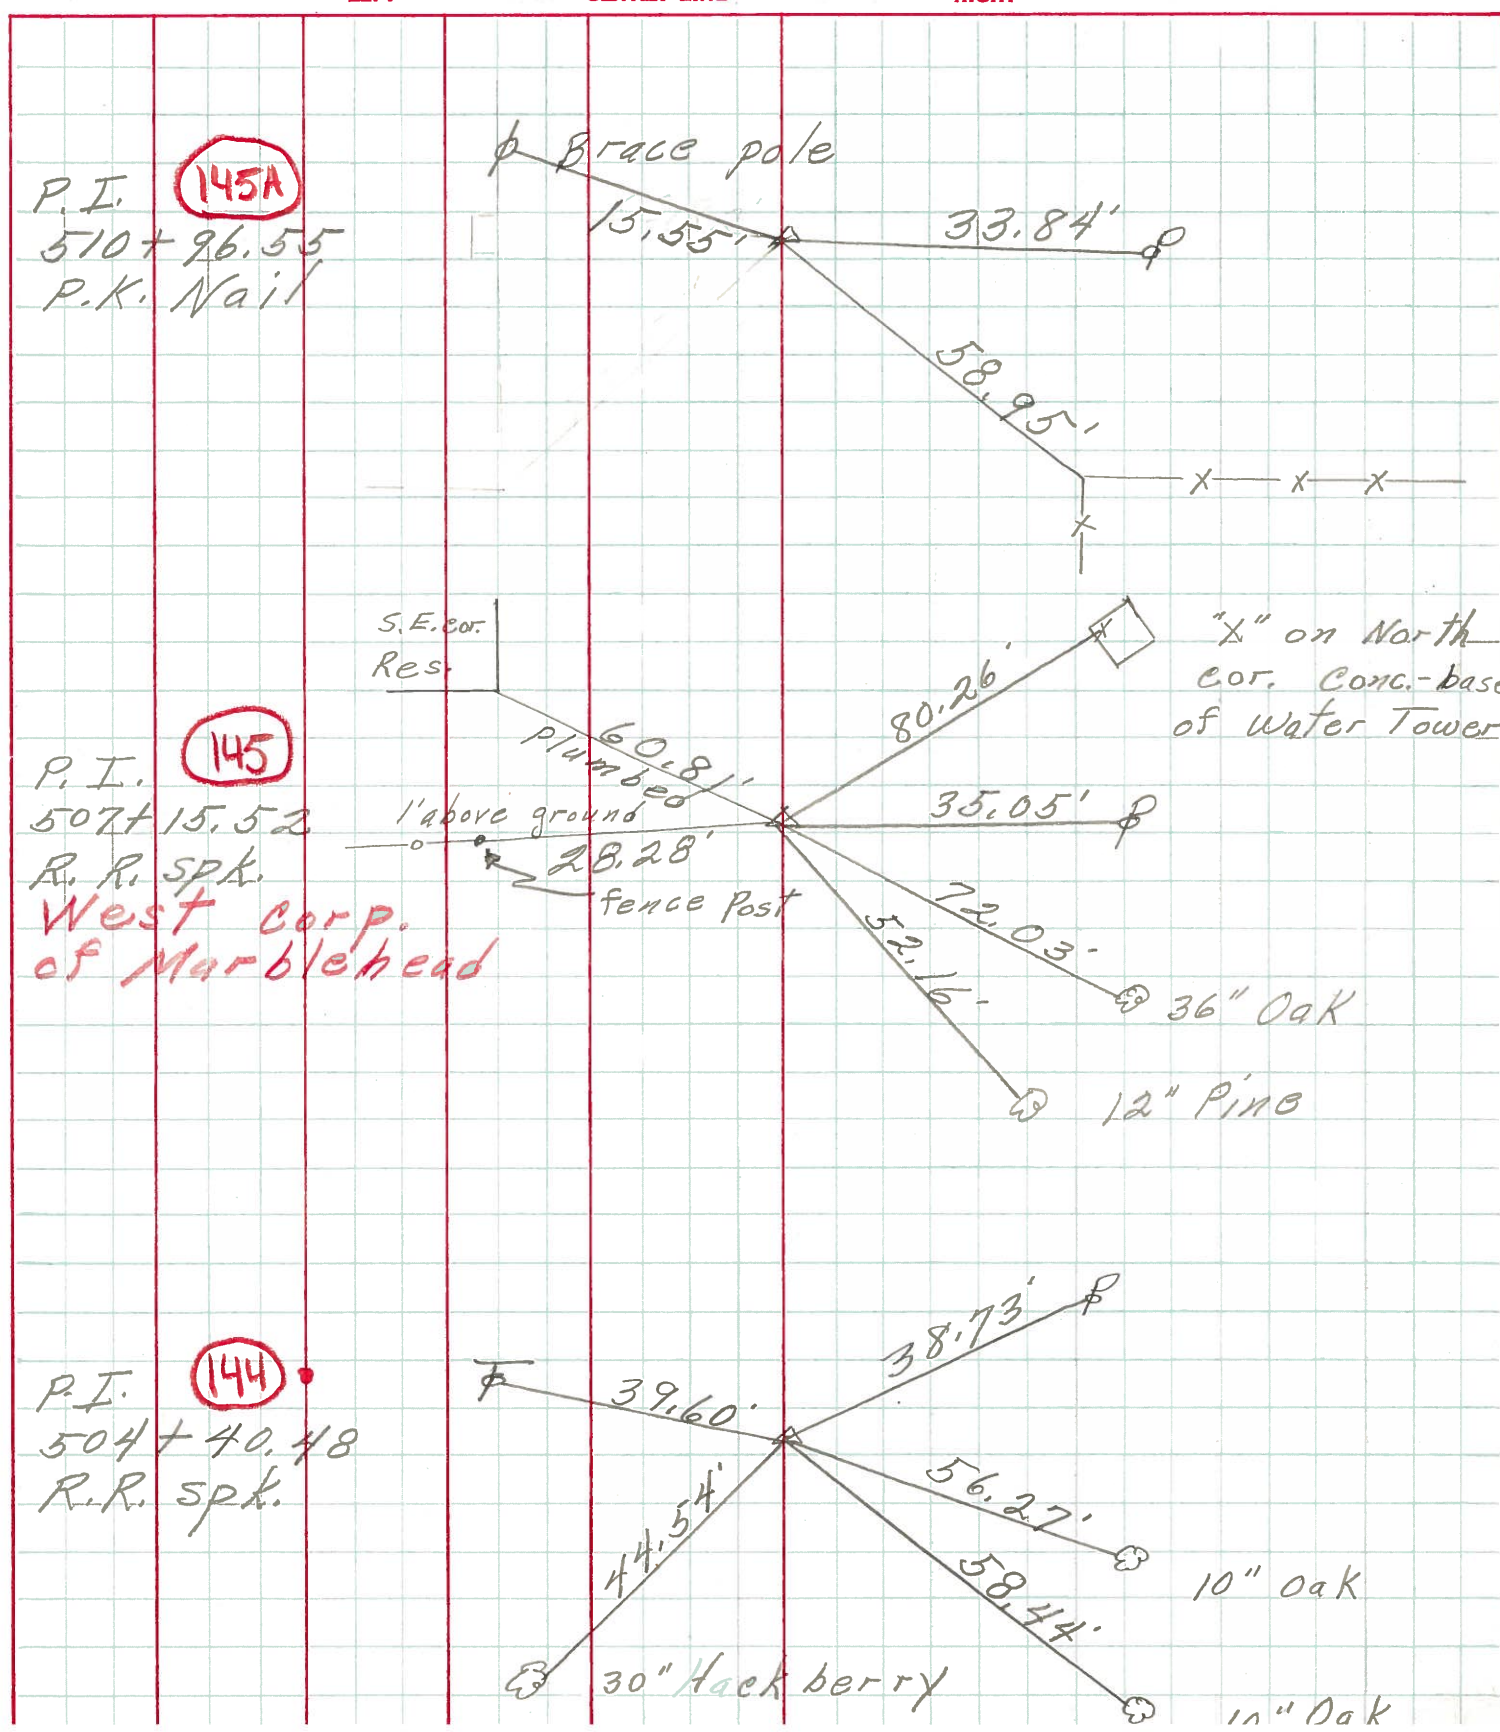 145A
P.I.
510+96.55
P.K. Nail
Brace pole
15.55'
33.84'
P
58.95'
X X X
X
145
P.I.
507+15.52
R.R. spk.
West Corp.
of Marblehead
S.E. cor.
Res.
60.81'
plumbed
1' above ground
28.28'
fence Post
80.26'
X
"X" on North
cor. Conc.-base
of Water Tower
35.05'
P
72.03'
36" Oak
52.16'
12" Pine
144
P.I.
504+40.48
R.R. spk.
T
39.60'
38.73'
P
44.54'
30" Hackberry
56.27'
10" Oak
58.44'
10" Oak